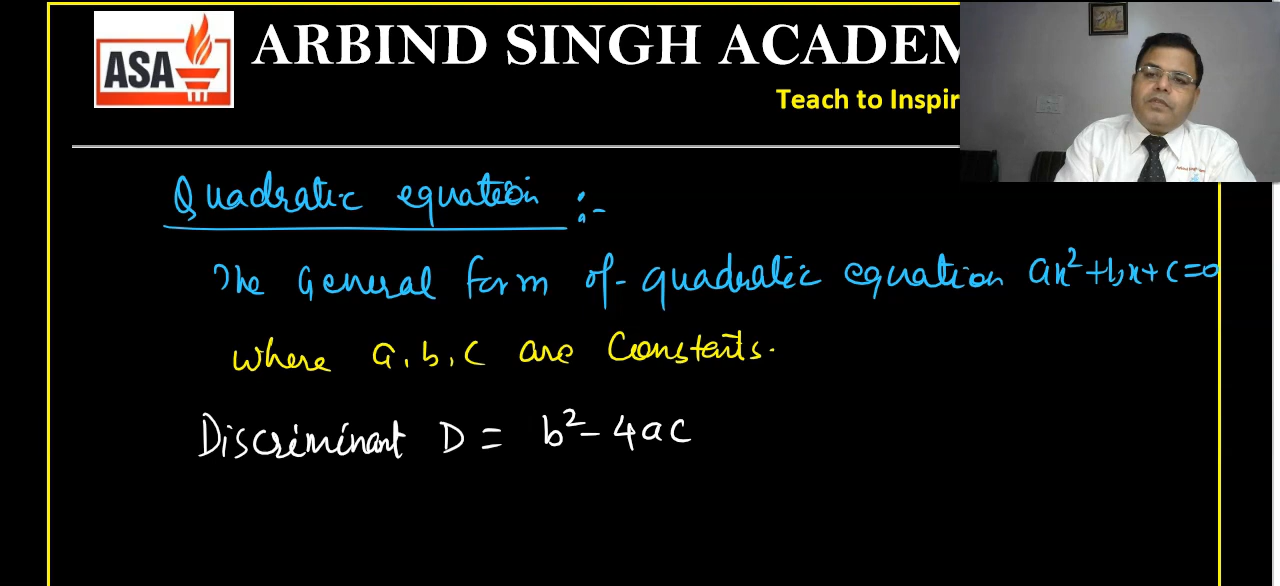 ASA
ARBIND SINGH ACADEM
Teach to Inspir
Quadratic equation :-
The General form of quadratic equation ax²+bx+c=0
where a, b, c are Constants.
Discriminant D = b²-4ac